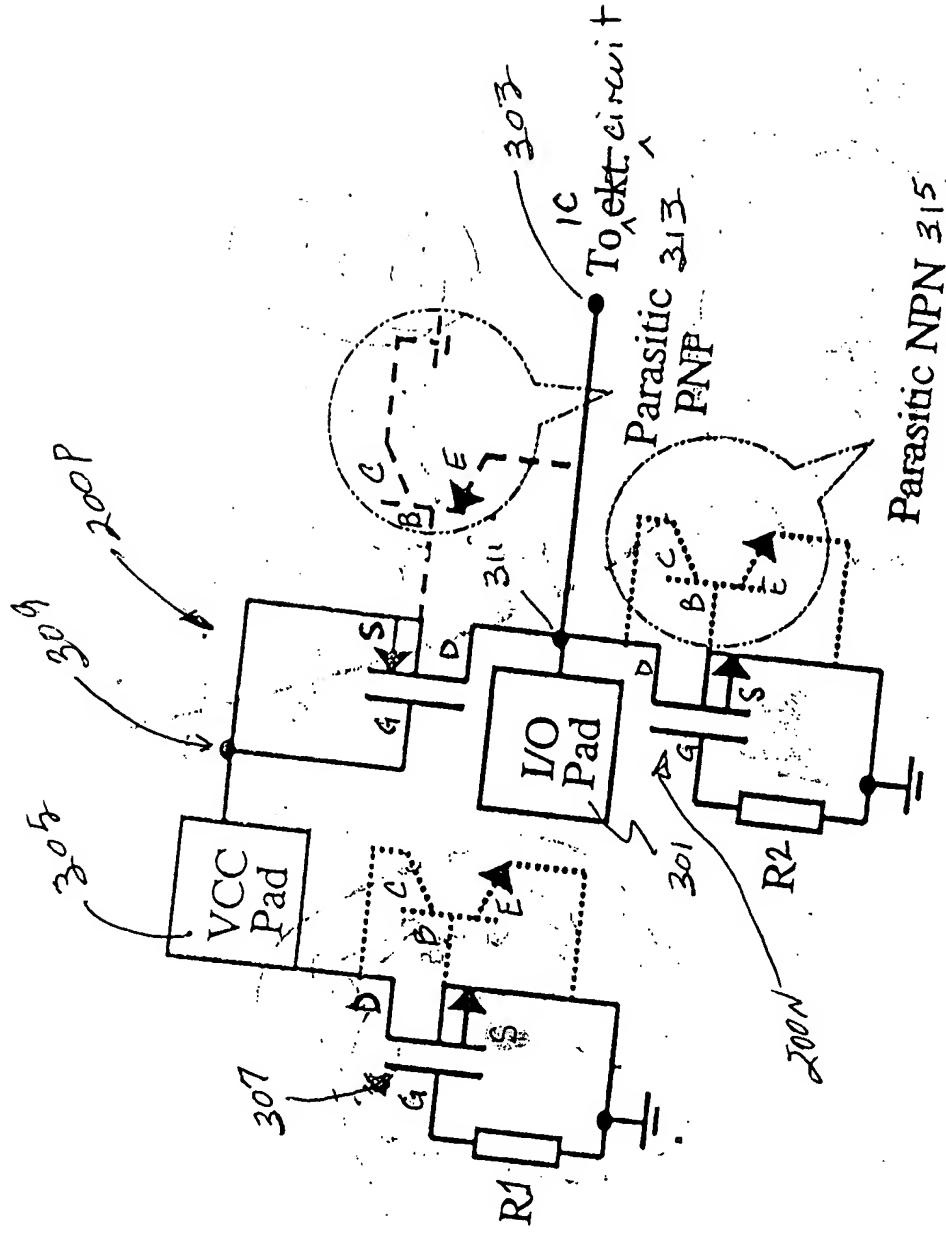 305
309
200P
VCC
Pad
307
D
G
S
C
B
E
R1
G
S
D
B
C
E
311
303
IC
To ^ ekt. circuit
^
I/O
Pad
301
Parasitic 313
PNP
D
G
S
B
C
E
R2
200N
Parasitic NPN 315